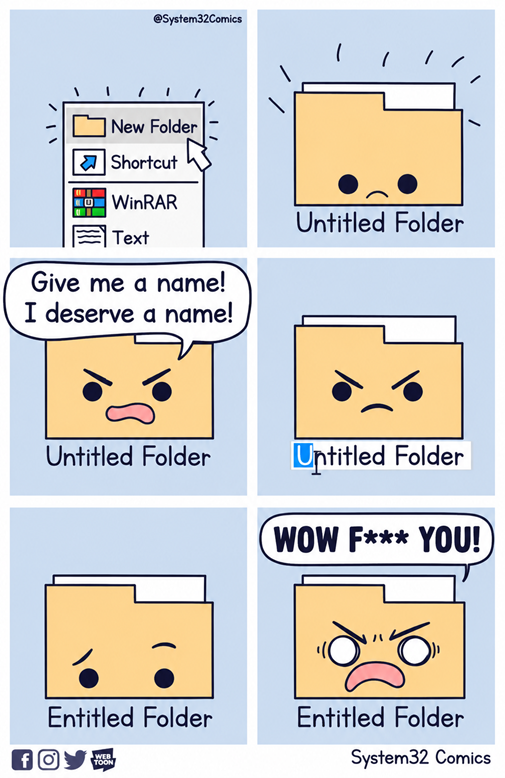 @System32Comics
New Folder
Shortcut
WinRAR
Text
Untitled Folder
Give me a name!
I deserve a name!
Untitled Folder
Untitled Folder
Entitled Folder
WOW F*** YOU!
Entitled Folder
WEB
TOON
System32 Comics